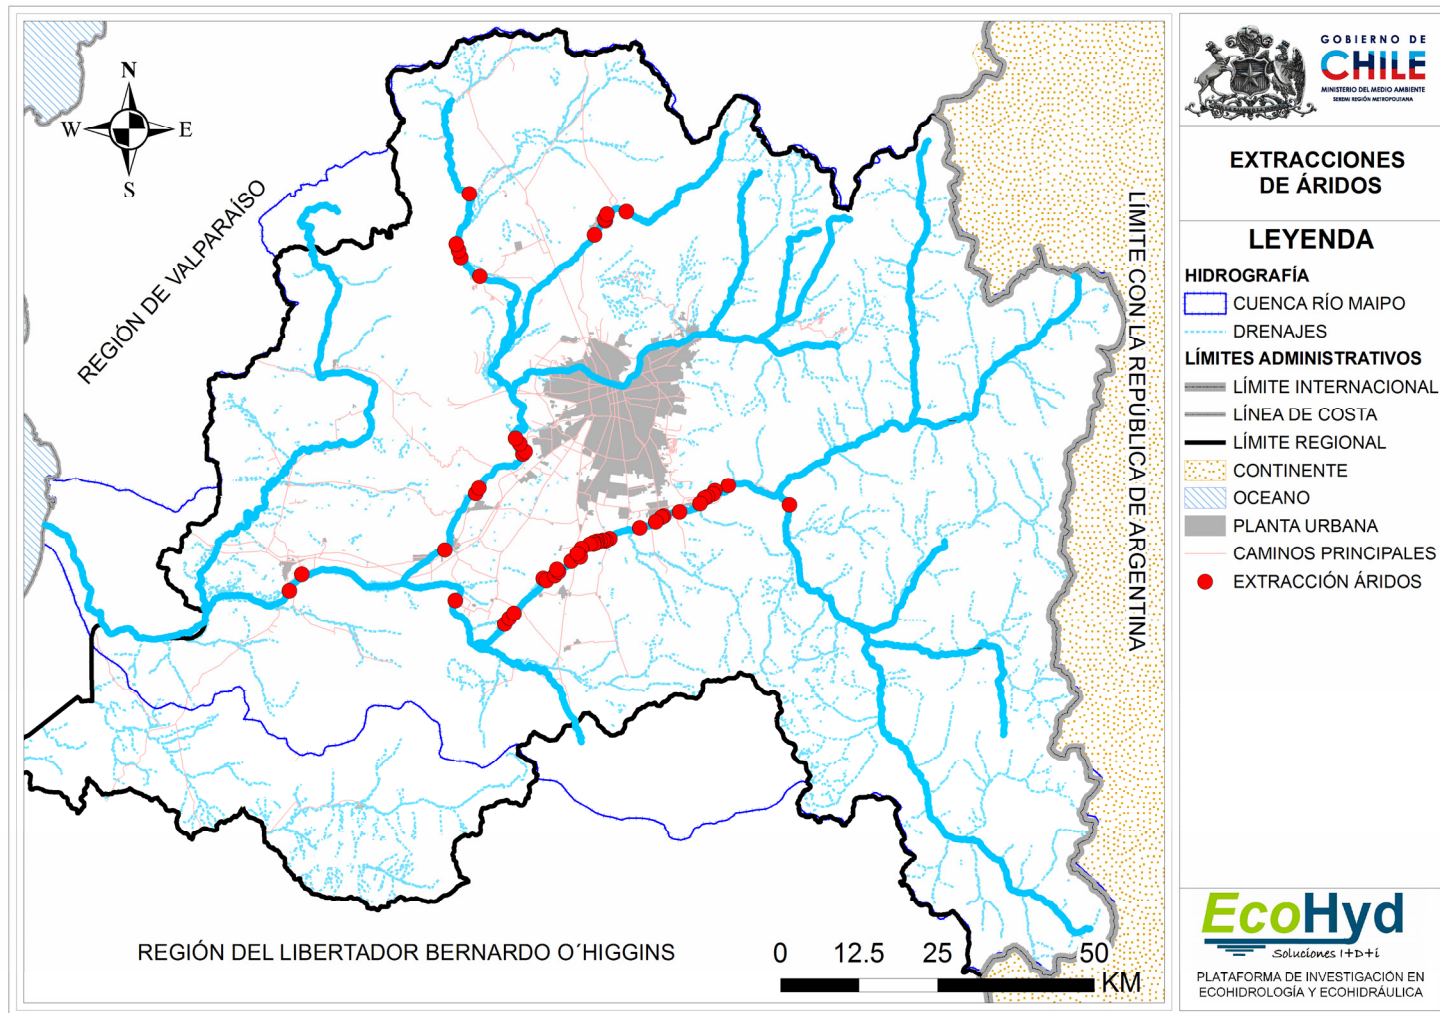 N
W
E
S
REGIÓN DE VALPARAÍSO
LÍMITE CON LA REPÚBLICA DE ARGENTINA
REGIÓN DEL LIBERTADOR BERNARDO O´HIGGINS
0 12.5 25 50
KM
GOBIERNO DE
CHILE
MINISTERIO DEL MEDIO AMBIENTE
SEREMI REGIÓN METROPOLITANA
EXTRACCIONES
DE ÁRIDOS
LEYENDA
HIDROGRAFÍA
CUENCA RÍO MAIPO
DRENAJES
LÍMITES ADMINISTRATIVOS
LÍMITE INTERNACIONAL
LÍNEA DE COSTA
LÍMITE REGIONAL
CONTINENTE
OCEANO
PLANTA URBANA
CAMINOS PRINCIPALES
EXTRACCIÓN ÁRIDOS
EcoHyd
Soluciones I+D+i
PLATAFORMA DE INVESTIGACIÓN EN
ECOHIDROLOGÍA Y ECOHIDRÁULICA